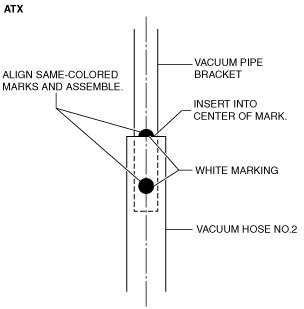 ATX
VACUUM PIPE
BRACKET
ALIGN SAME-COLORED
MARKS AND ASSEMBLE.
INSERT INTO
CENTER OF MARK.
WHITE MARKING
VACUUM HOSE NO.2